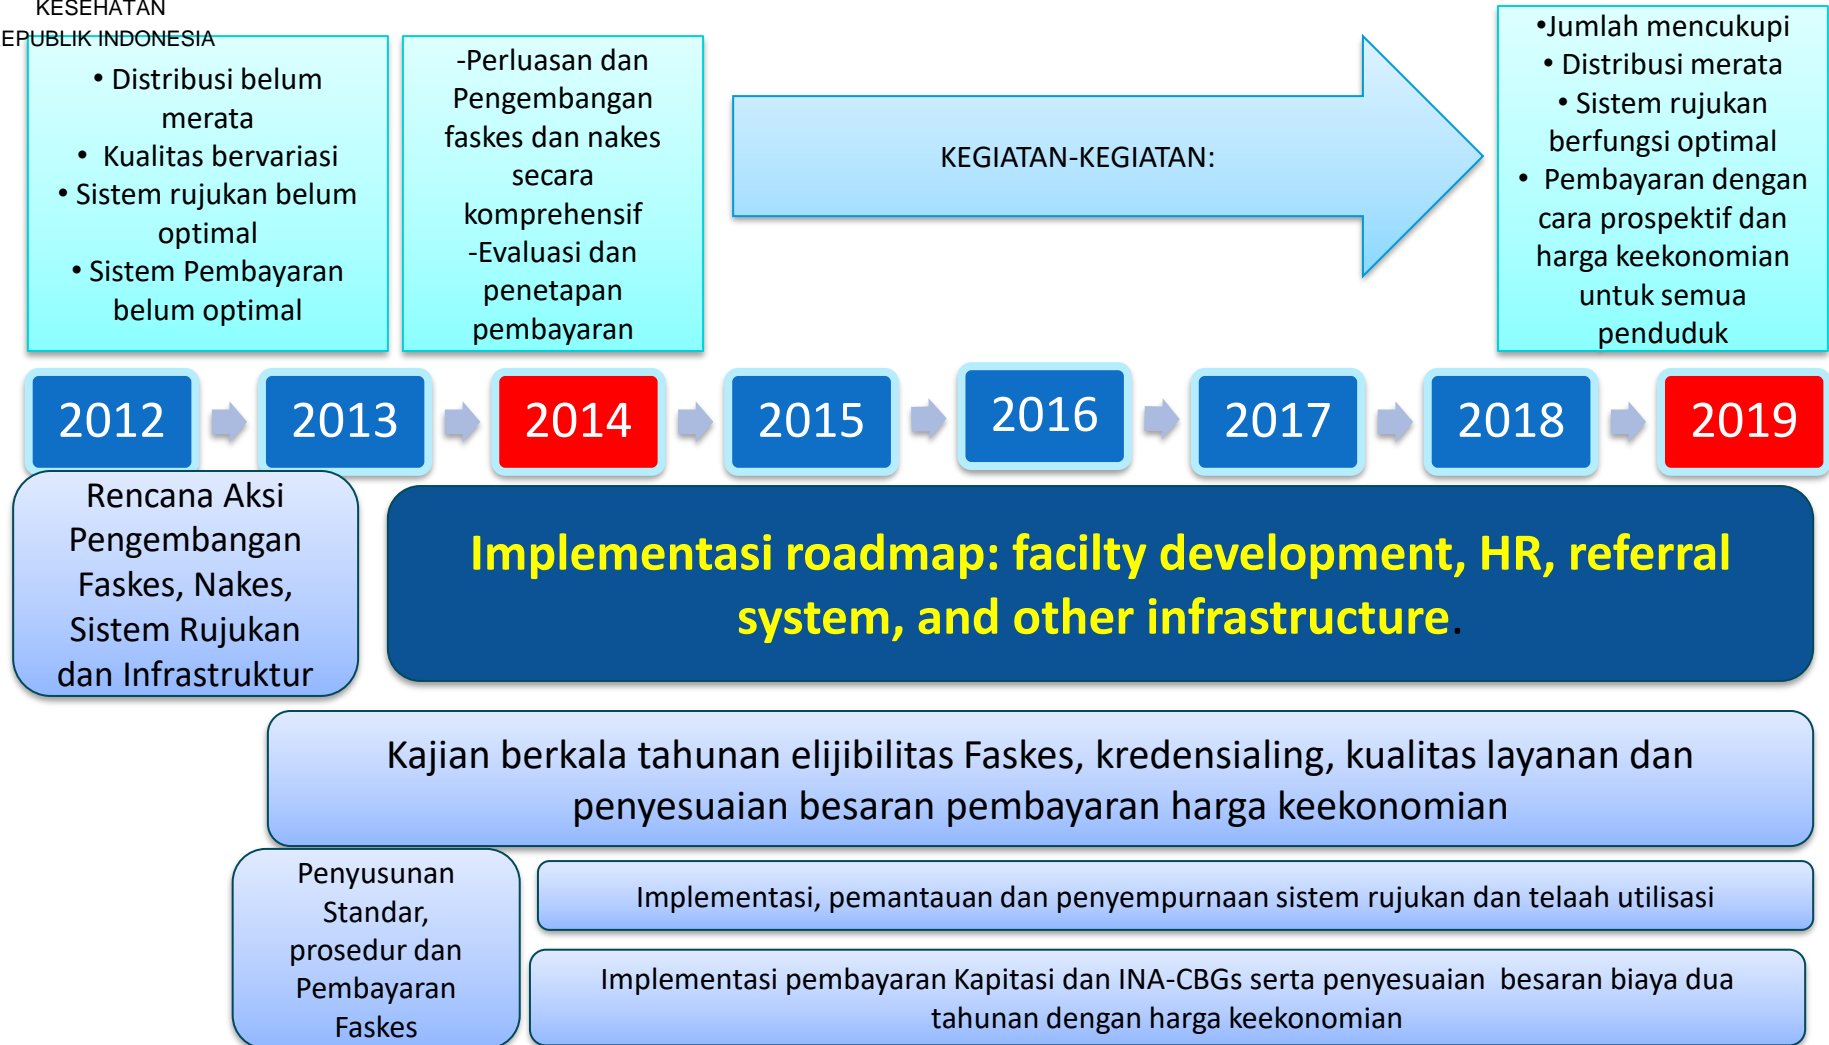 KESEHATAN
EPUBLIK INDONESIA
• Distribusi belum
merata
• Kualitas bervariasi
• Sistem rujukan belum
optimal
• Sistem Pembayaran
belum optimal
-Perluasan dan
Pengembangan
faskes dan nakes
secara
komprehensif
-Evaluasi dan
penetapan
pembayaran
KEGIATAN-KEGIATAN:
•Jumlah mencukupi
• Distribusi merata
• Sistem rujukan
berfungsi optimal
• Pembayaran dengan
cara prospektif dan
harga keekonomian
untuk semua
penduduk
2012
2013
2014
2015
2016
2017
2018
2019
Rencana Aksi
Pengembangan
Faskes, Nakes,
Sistem Rujukan
dan Infrastruktur
Implementasi roadmap: facilty development, HR, referral
system, and other infrastructure.
Kajian berkala tahunan elijibilitas Faskes, kredensialing, kualitas layanan dan
penyesuaian besaran pembayaran harga keekonomian
Penyusunan
Standar,
prosedur dan
Pembayaran
Faskes
Implementasi, pemantauan dan penyempurnaan sistem rujukan dan telaah utilisasi
Implementasi pembayaran Kapitasi dan INA-CBGs serta penyesuaian besaran biaya dua
tahunan dengan harga keekonomian